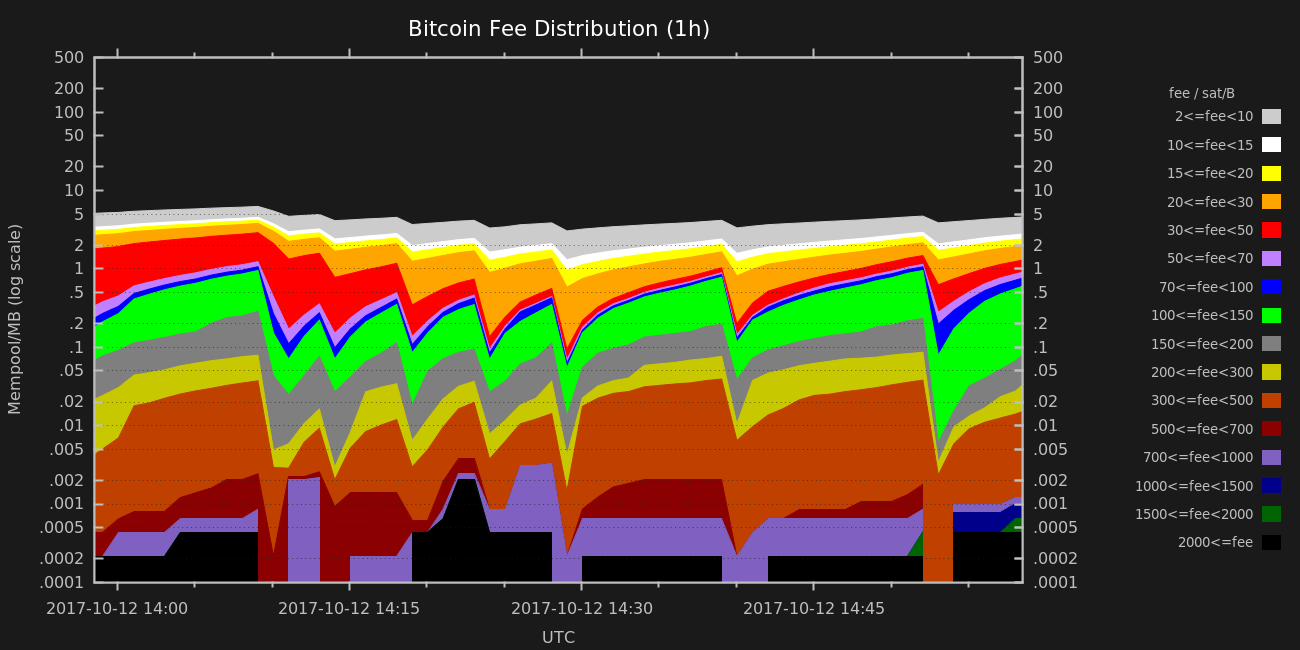 Bitcoin Fee Distribution (1h)
500 500
200 200
100 100
50 50
20 20
10 10
5 5
2 2
1 1
.5 .5
.2 .2
.1 .1
.05 .05
.02 .02
.01 .01
.005 .005
.002 .002
.001 .001
.0005 .0005
.0002 .0002
.0001 .0001
Mempool/MB (log scale)
2017-10-12 14:00 2017-10-12 14:15 2017-10-12 14:30 2017-10-12 14:45
UTC
fee / sat/B
2<=fee<10
10<=fee<15
15<=fee<20
20<=fee<30
30<=fee<50
50<=fee<70
70<=fee<100
100<=fee<150
150<=fee<200
200<=fee<300
300<=fee<500
500<=fee<700
700<=fee<1000
1000<=fee<1500
1500<=fee<2000
2000<=fee